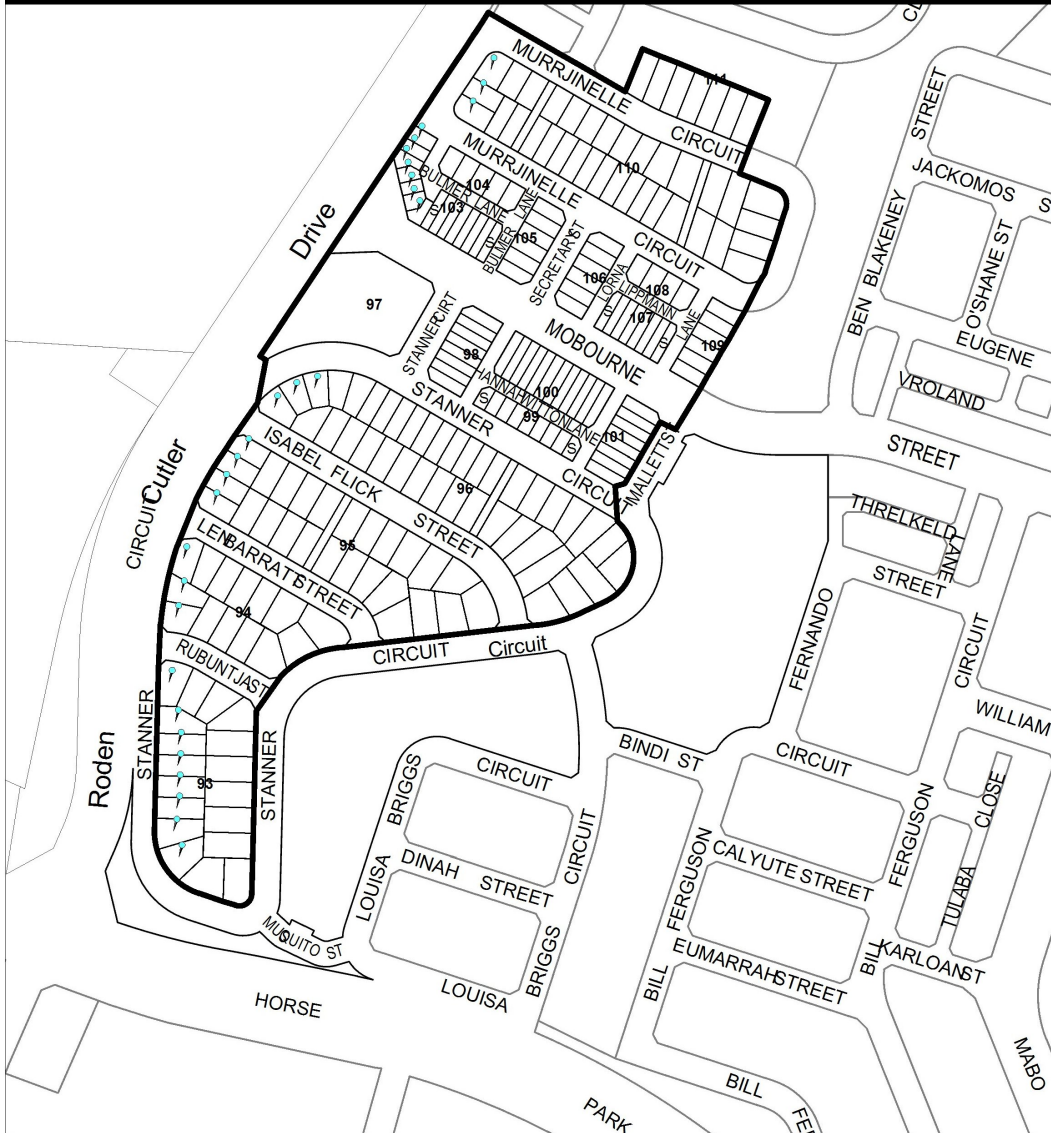 MURRJINELLE
CIRCUIT
111
110
MURRJINELLE
CIRCUIT
STREET
JACKOMOS
BULMER LANE
104
103
S
S
BULMER LANE
105
SECRETARY ST
106
LORNA
LIPPMANN
LANE
108
107
S
S
109
Drive
97
STANNER CIRT
98
MOBOURNE
100
HANNAH WILTON LANE
99
S
S
101
MALLETT ST
STANNER
CIRCUIT
96
ISABEL FLICK
STREET
95
LEN BARRATT STREET
94
RUBUNTJA ST
93
CIRCUIT
Cutler
STANNER
Roden
STANNER
CIRCUIT
Circuit
BEN BLAKENEY
O'SHANE ST
EUGENE
VROLAND
STREET
THRELKELD
LANE
STREET
FERNANDO
CIRCUIT
WILLIAM
BINDI ST
CIRCUIT
BRIGGS
CIRCUIT
CIRCUIT
DINAH STREET
LOUISA
BRIGGS
LOUISA
MUSQUITO ST
HORSE
PARK
FERGUSON
CALYUTE STREET
FERGUSON
TULABA
CLOSE
BILL
EUMARRAH STREET
BILL
KARLOAN ST
MABO
BILL